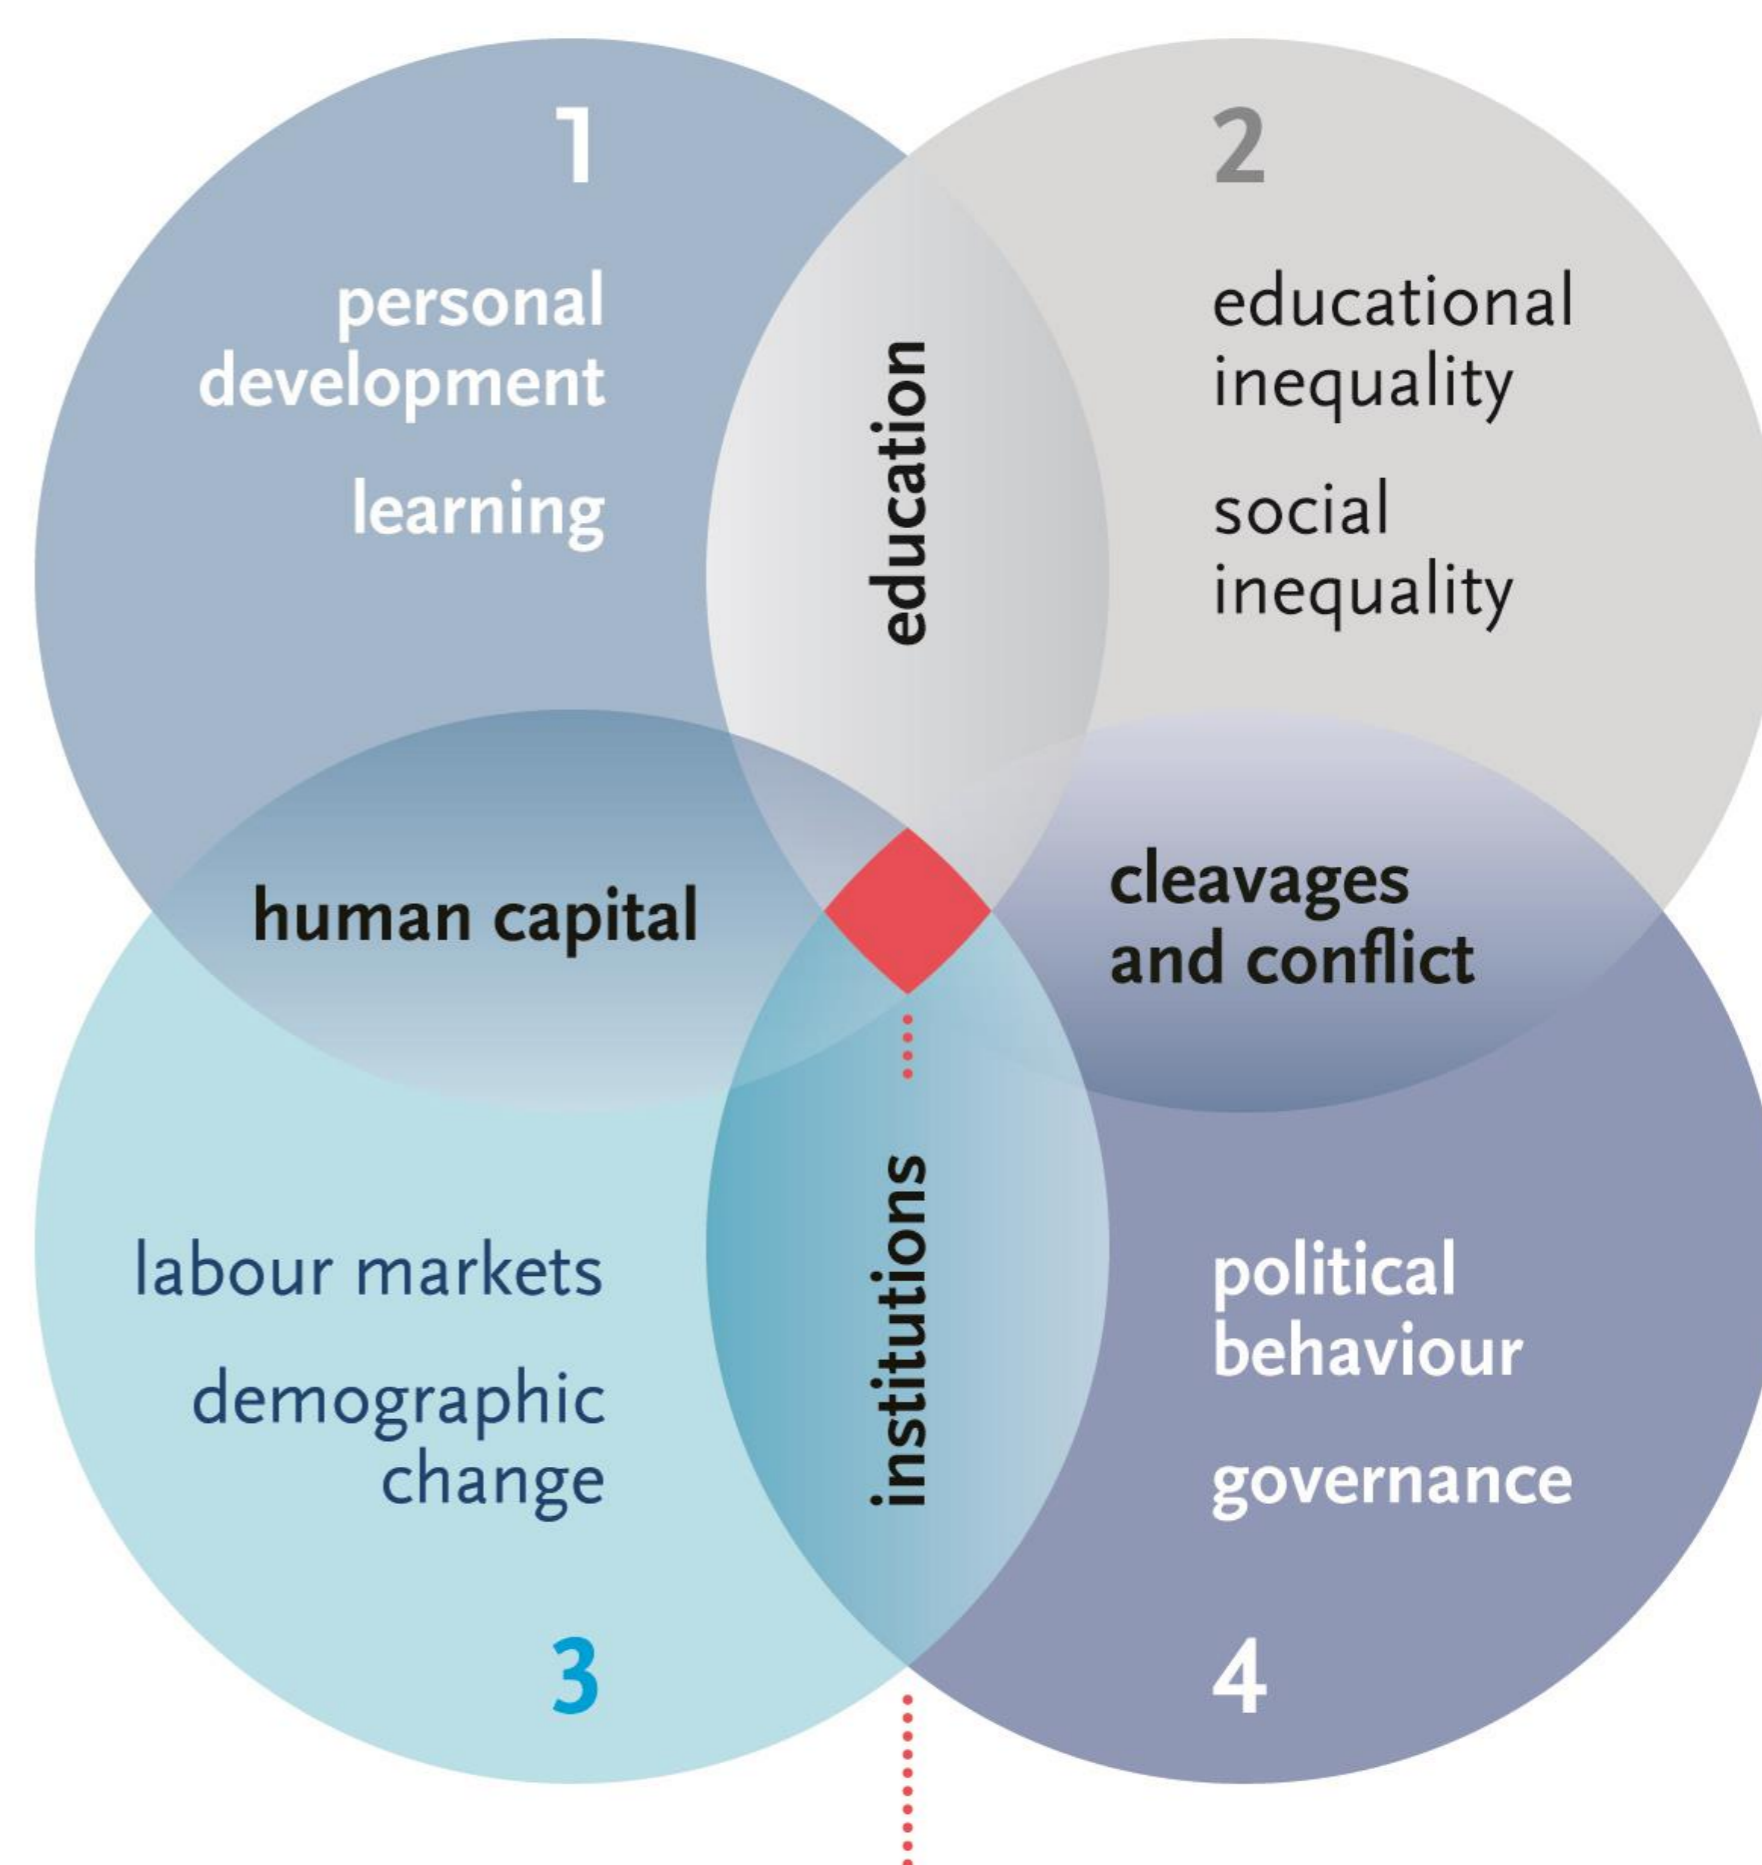 1
personal
development
learning
2
educational
inequality
social
inequality
education
human capital
cleavages
and conflict
institutions
labour markets
demographic
change
3
political
behaviour
governance
4